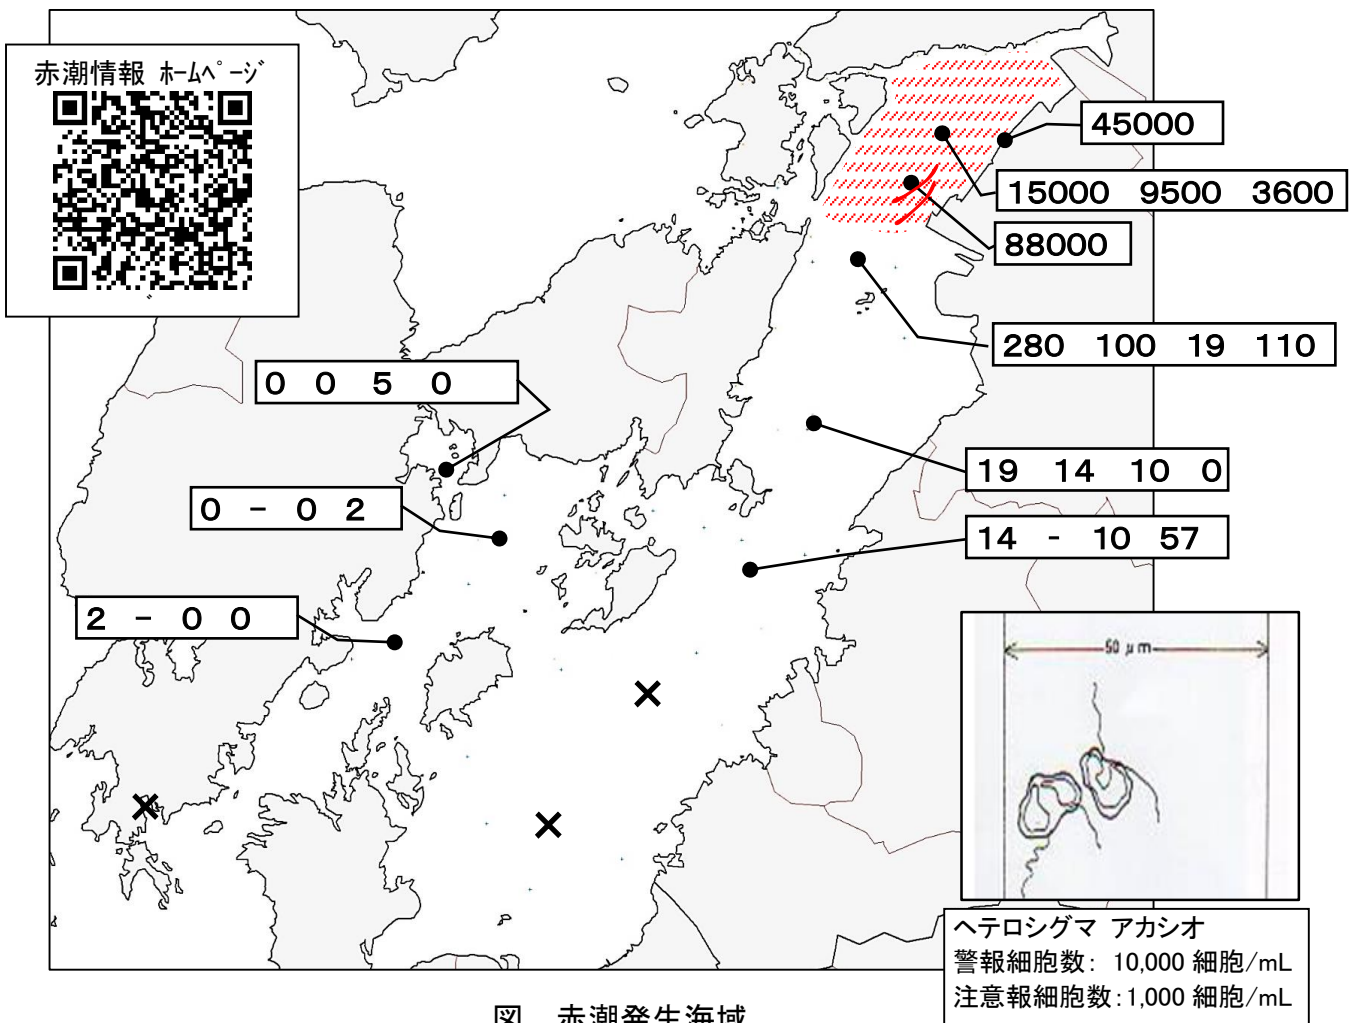 赤潮情報 ホームページ
45000
15000 9500 3600
88000
280 100 19 110
0 0 5 0
19 14 10 0
0 - 0 2
14 - 10 57
2 - 0 0
50 μm
ヘテロシグマ アカシオ
警報細胞数: 10,000 細胞/mL
注意報細胞数:1,000 細胞/mL
図 赤潮発生海域